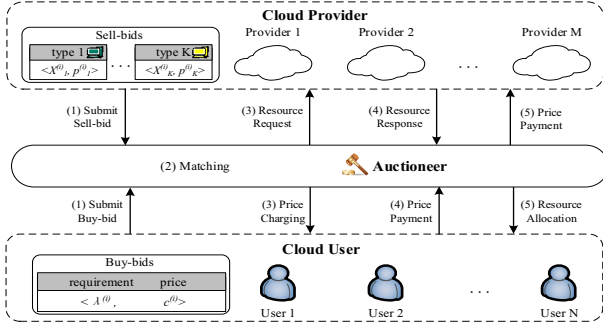 Cloud Provider
Sell-bids
type 1 ... type K
<X^(i)_1, p^(i)_1> <X^(i)_K, p^(i)_K>
Provider 1 Provider 2 ... Provider M
(1) Submit Sell-bid
(3) Resource Request
(4) Resource Response
(5) Price Payment
(2) Matching
Auctioneer
(1) Submit Buy-bid
(3) Price Charging
(4) Price Payment
(5) Resource Allocation
Cloud User
Buy-bids
requirement price
< λ^(i), c^(i)>
User 1 User 2 ... User N